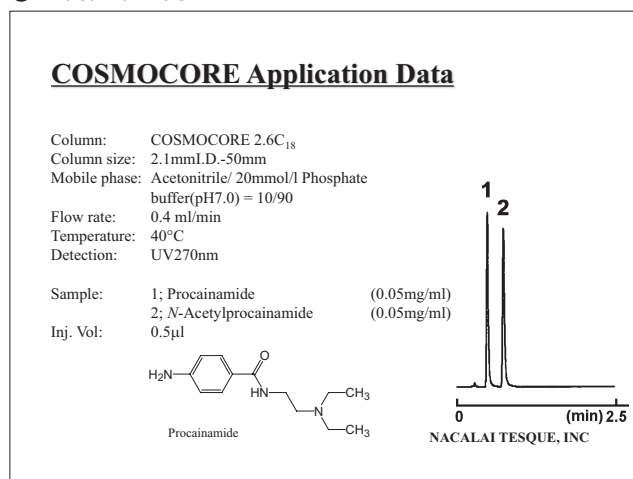 COSMOCORE Application Data
Column: COSMOCORE 2.6C₁₈
Column size: 2.1mmI.D.-50mm
Mobile phase: Acetonitrile/ 20mmol/l Phosphate
buffer(pH7.0) = 10/90
Flow rate: 0.4 ml/min
Temperature: 40°C
Detection: UV270nm
Sample: 1; Procainamide (0.05mg/ml)
2; N-Acetylprocainamide (0.05mg/ml)
Inj. Vol: 0.5μl
H₂N
O
HN
N
CH₃
CH₃
Procainamide
1
2
0 (min) 2.5
NACALAI TESQUE, INC